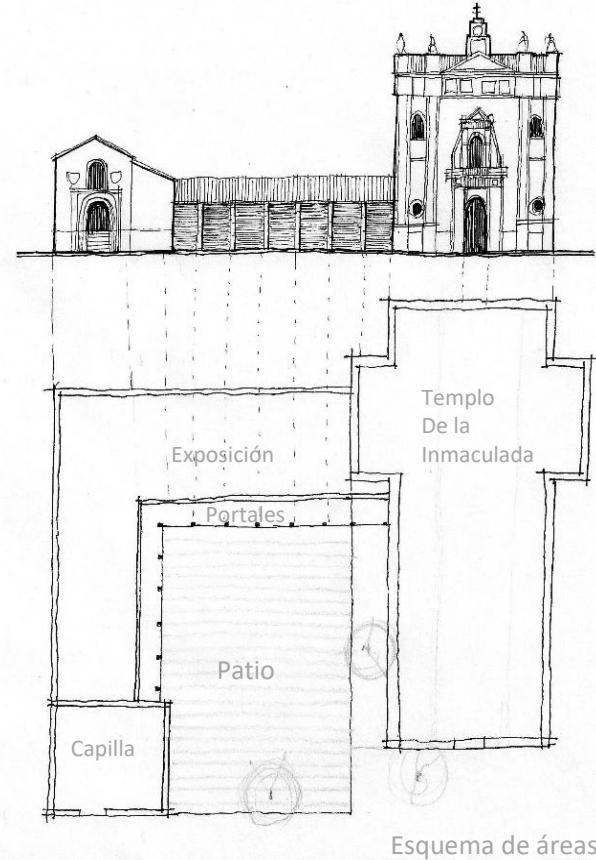 Templo
De la
Inmaculada
Exposición
Portales
Patio
Capilla
Esquema de áreas